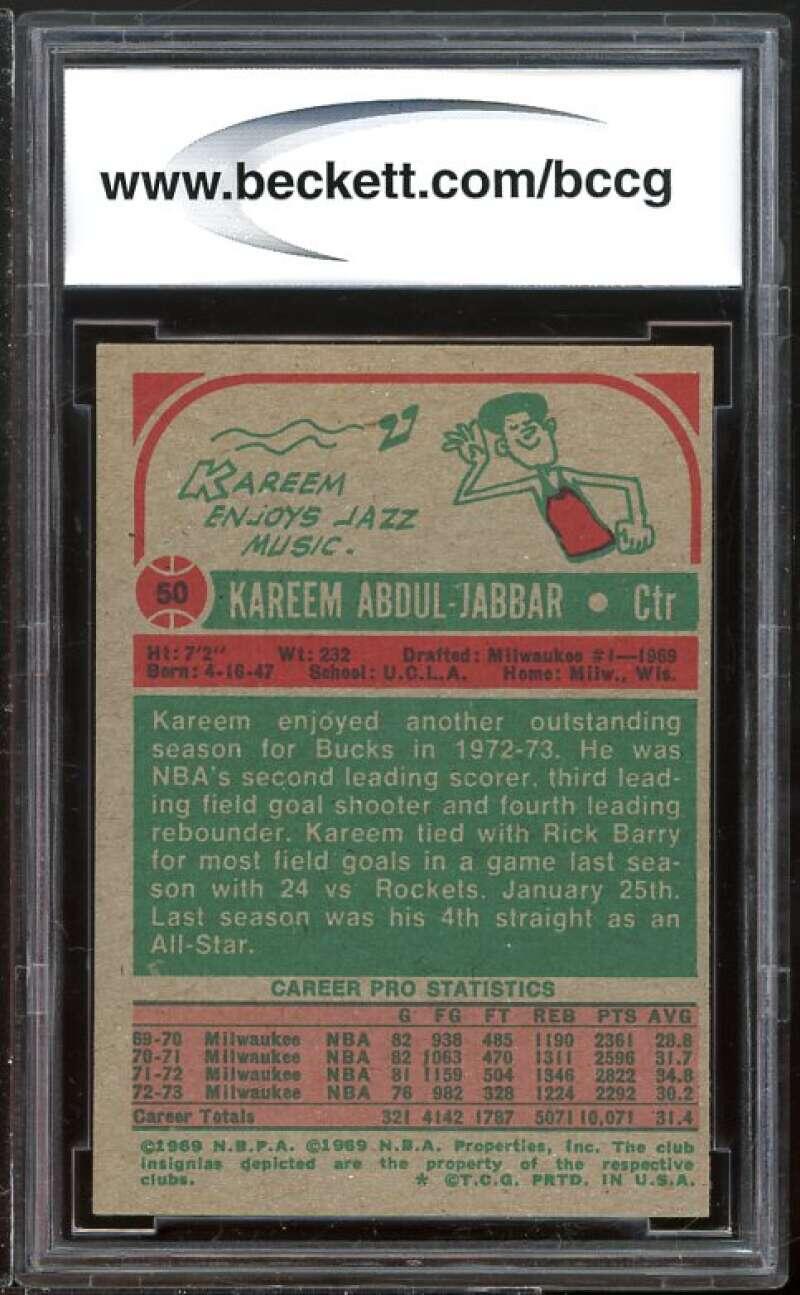 www.beckett.com/bccg
KAREEM
ENJOYS JAZZ
MUSIC.
50 KAREEM ABDUL-JABBAR • Ctr
Ht: 7'2" Wt: 232 Drafted: Milwaukee #1—1969
Born: 4-16-47 School: U.C.L.A. Home: Milw., Wis.
Kareem enjoyed another outstanding
season for Bucks in 1972-73. He was
NBA's second leading scorer, third lead-
ing field goal shooter and fourth leading
rebounder. Kareem tied with Rick Barry
for most field goals in a game last sea-
son with 24 vs Rockets. January 25th.
Last season was his 4th straight as an
All-Star.
CAREER PRO STATISTICS
G FG FT REB PTS AVG
69-70 Milwaukee NBA 82 938 485 1190 2361 28.8
70-71 Milwaukee NBA 82 1063 470 1311 2596 31.7
71-72 Milwaukee NBA 81 1159 504 1346 2822 34.8
72-73 Milwaukee NBA 76 982 328 1224 2292 30.2
Career Totals 321 4142 1787 5071 10,071 31.4
©1969 N.B.P.A. ©1969 N.B.A. Properties, Inc. The club
insignias depicted are the property of the respective
clubs. * ©T.C.G. PRTD. IN U.S.A.